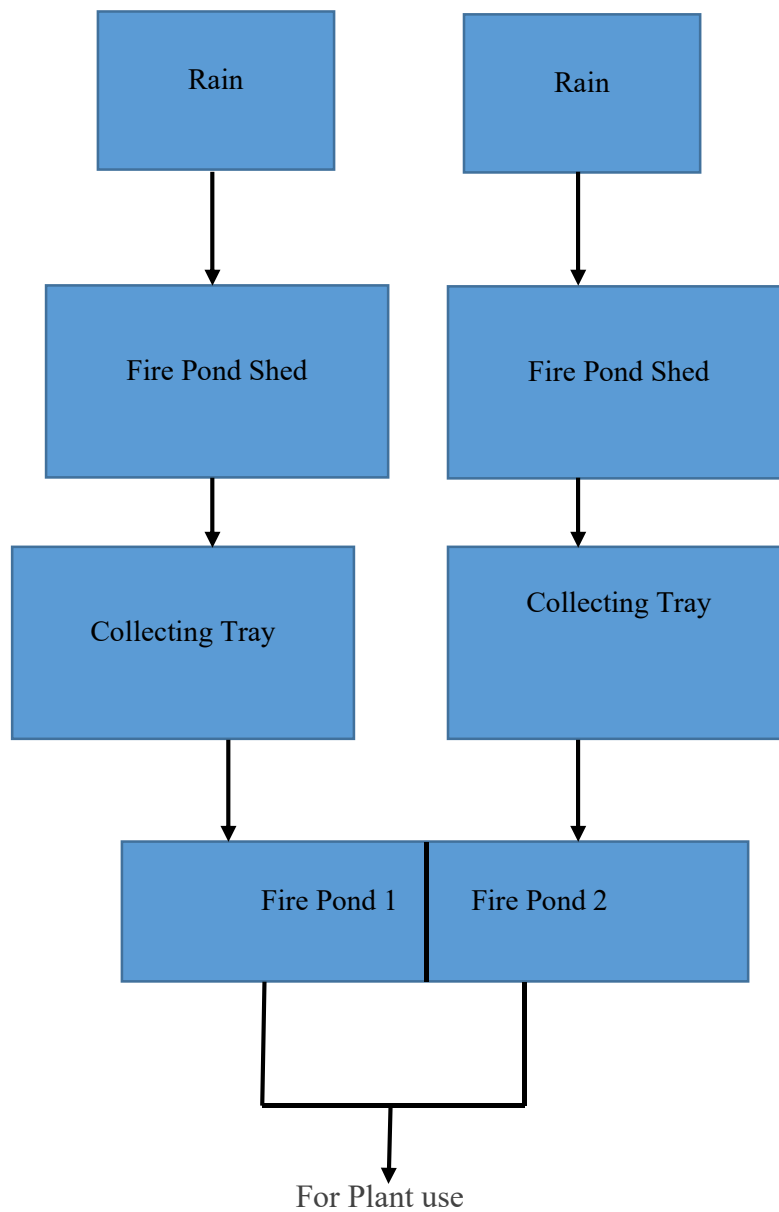 Rain
Rain
Fire Pond Shed
Fire Pond Shed
Collecting Tray
Collecting Tray
Fire Pond 1
Fire Pond 2
For Plant use